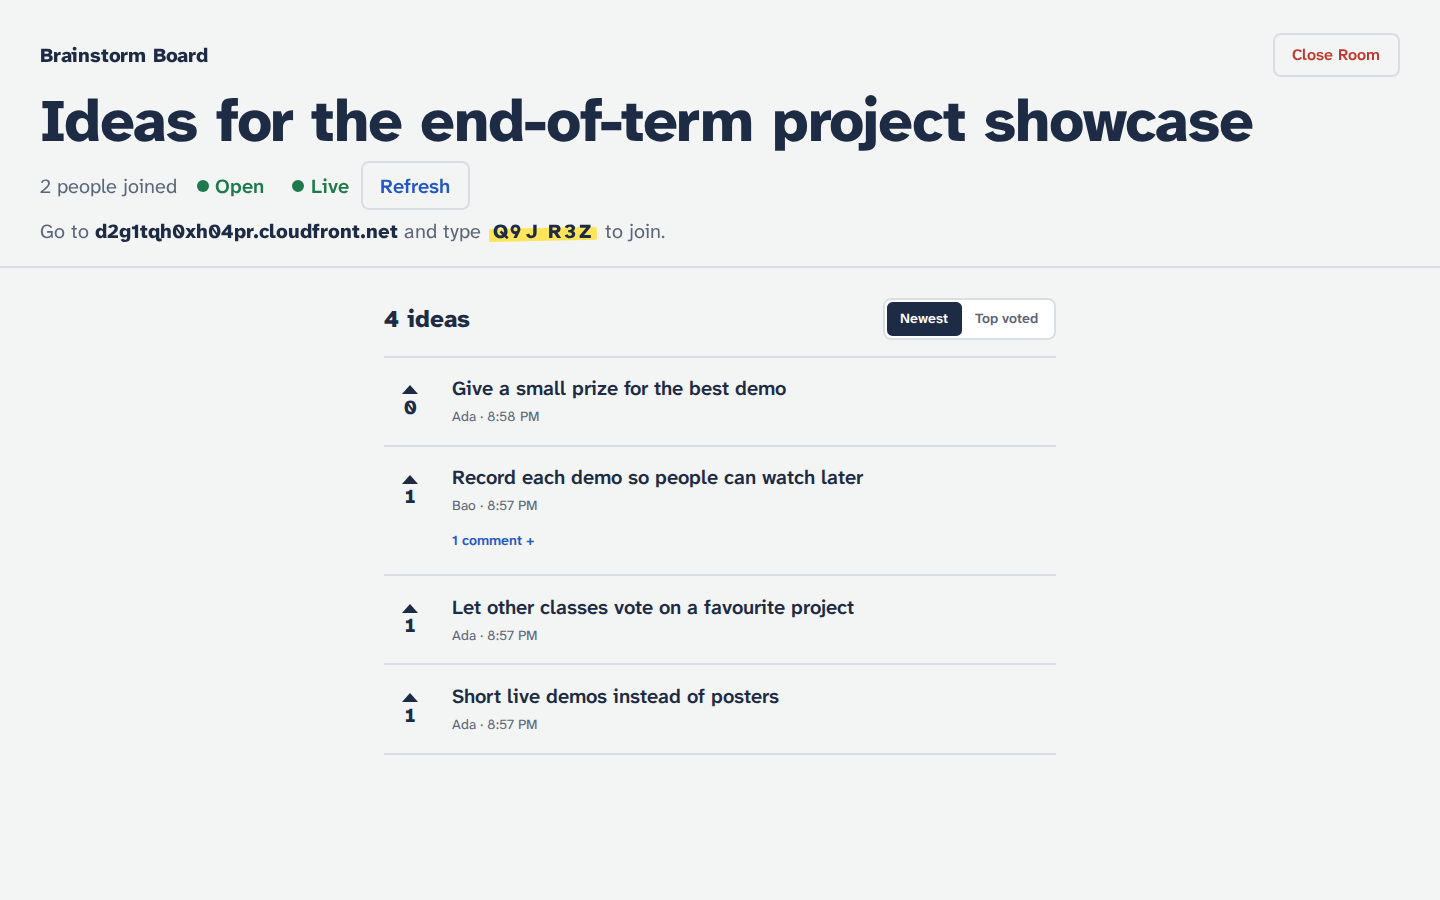 Brainstorm Board
Close Room
Ideas for the end-of-term project showcase
2 people joined Open Live Refresh
Go to d2g1tqh0xh04pr.cloudfront.net and type Q9J R3Z to join.
4 ideas
Newest Top voted
Give a small prize for the best demo
0
Ada · 8:58 PM
Record each demo so people can watch later
1
Bao · 8:57 PM
1 comment +
Let other classes vote on a favourite project
1
Ada · 8:57 PM
Short live demos instead of posters
1
Ada · 8:57 PM